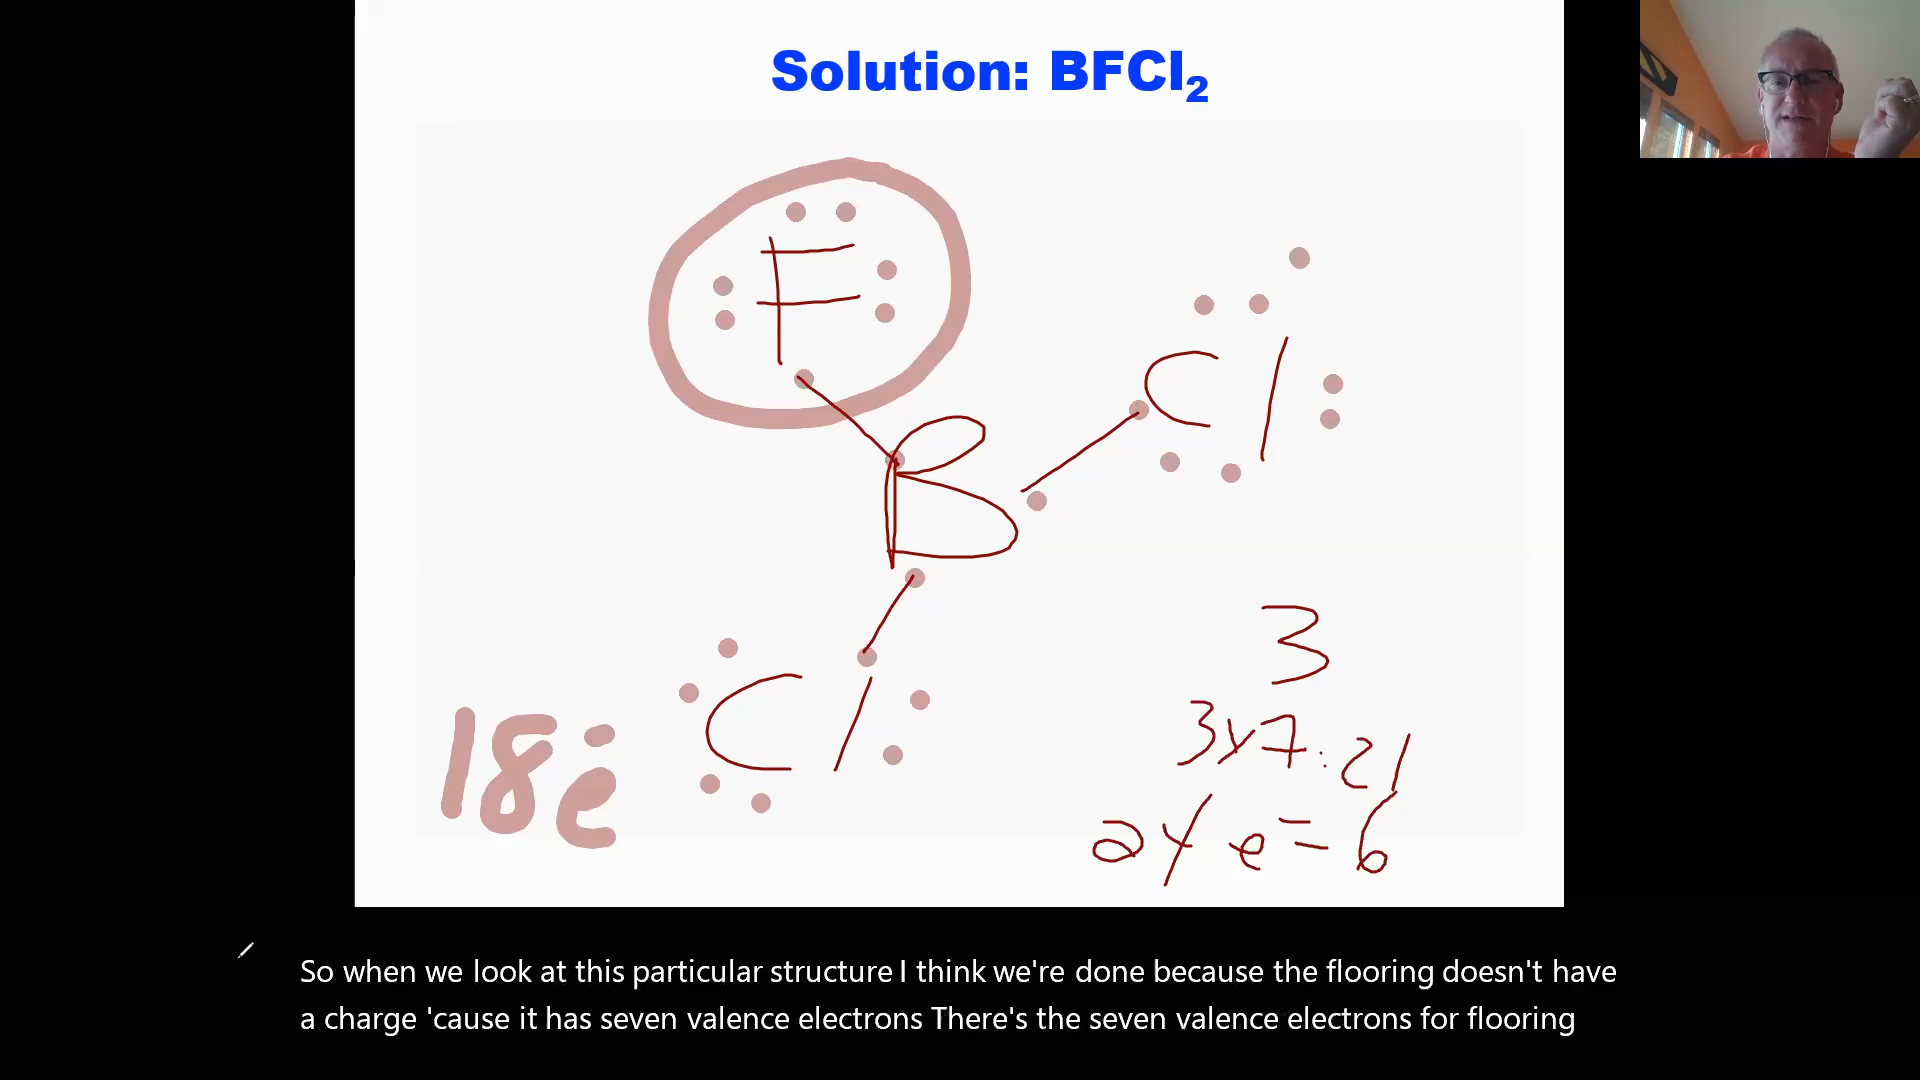 Solution: BFCl₂
F
Cl
B
3
Cl
3x7:21
18e
24e⁻-6
So when we look at this particular structure I think we're done because the flooring doesn't have
a charge 'cause it has seven valence electrons There's the seven valence electrons for flooring